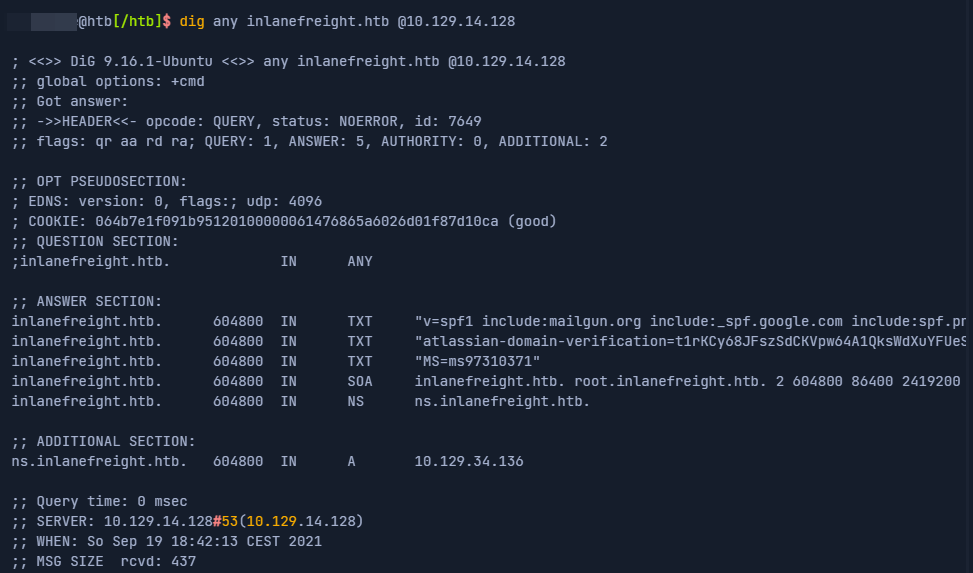 @htb[/htb]$ dig any inlanefreight.htb @10.129.14.128
; <<>> DiG 9.16.1-Ubuntu <<>> any inlanefreight.htb @10.129.14.128
;; global options: +cmd
;; Got answer:
;; ->>HEADER<<- opcode: QUERY, status: NOERROR, id: 7649
;; flags: qr aa rd ra; QUERY: 1, ANSWER: 5, AUTHORITY: 0, ADDITIONAL: 2
;; OPT PSEUDOSECTION:
; EDNS: version: 0, flags:; udp: 4096
; COOKIE: 064b7e1f091b95120100000061476865a6026d01f87d10ca (good)
;; QUESTION SECTION:
;inlanefreight.htb. IN ANY
;; ANSWER SECTION:
inlanefreight.htb. 604800 IN TXT "v=spf1 include:mailgun.org include:_spf.google.com include:spf.pr
inlanefreight.htb. 604800 IN TXT "atlassian-domain-verification=t1rKCy68JFszSdCKVpw64A1QksWdXuYFUeS
inlanefreight.htb. 604800 IN TXT "MS=ms97310371"
inlanefreight.htb. 604800 IN SOA inlanefreight.htb. root.inlanefreight.htb. 2 604800 86400 2419200
inlanefreight.htb. 604800 IN NS ns.inlanefreight.htb.
;; ADDITIONAL SECTION:
ns.inlanefreight.htb. 604800 IN A 10.129.34.136
;; Query time: 0 msec
;; SERVER: 10.129.14.128#53(10.129.14.128)
;; WHEN: So Sep 19 18:42:13 CEST 2021
;; MSG SIZE rcvd: 437